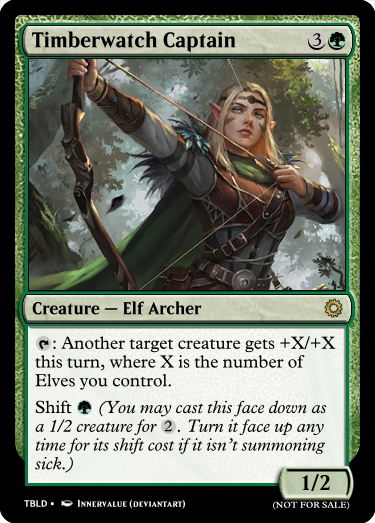 Timberwatch Captain 3
Creature — Elf Archer
: Another target creature gets +X/+X
this turn, where X is the number of
Elves you control.
Shift (You may cast this face down as
a 1/2 creature for 2. Turn it face up any
time for its shift cost if it isn't summoning
sick.)
1/2
TBLD • Innervalue (deviantart)
(NOT FOR SALE)